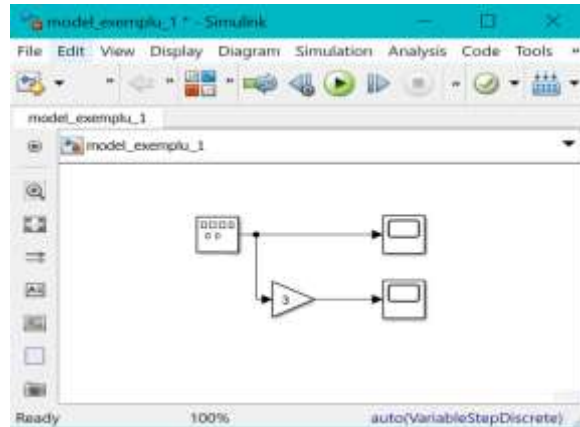 model_exemplu_1 * - Simulink
File Edit View Display Diagram Simulation Analysis Code Tools »
model_exemplu_1
model_exemplu_1
3
Ready 100% auto(VariableStepDiscrete)